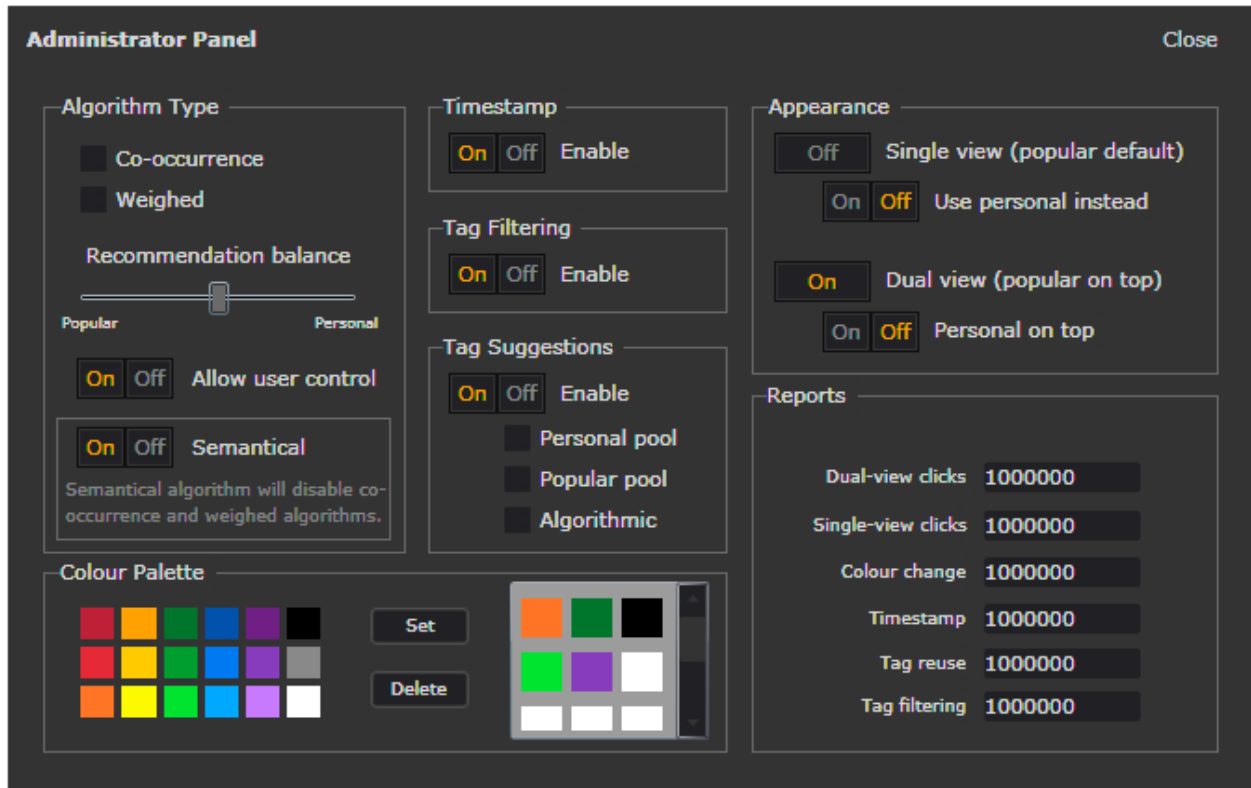 Administrator Panel
Close
Algorithm Type
Co-occurrence
Weighed
Recommendation balance
Popular
Personal
On Off Allow user control
On Off Semantical
Semantical algorithm will disable co-
occurrence and weighed algorithms.
Timestamp
On Off Enable
Tag Filtering
On Off Enable
Tag Suggestions
On Off Enable
Personal pool
Popular pool
Algorithmic
Appearance
Off Single view (popular default)
On Off Use personal instead
On Dual view (popular on top)
On Off Personal on top
Reports
Dual-view clicks 1000000
Single-view clicks 1000000
Colour change 1000000
Timestamp 1000000
Tag reuse 1000000
Tag filtering 1000000
Colour Palette
Set
Delete